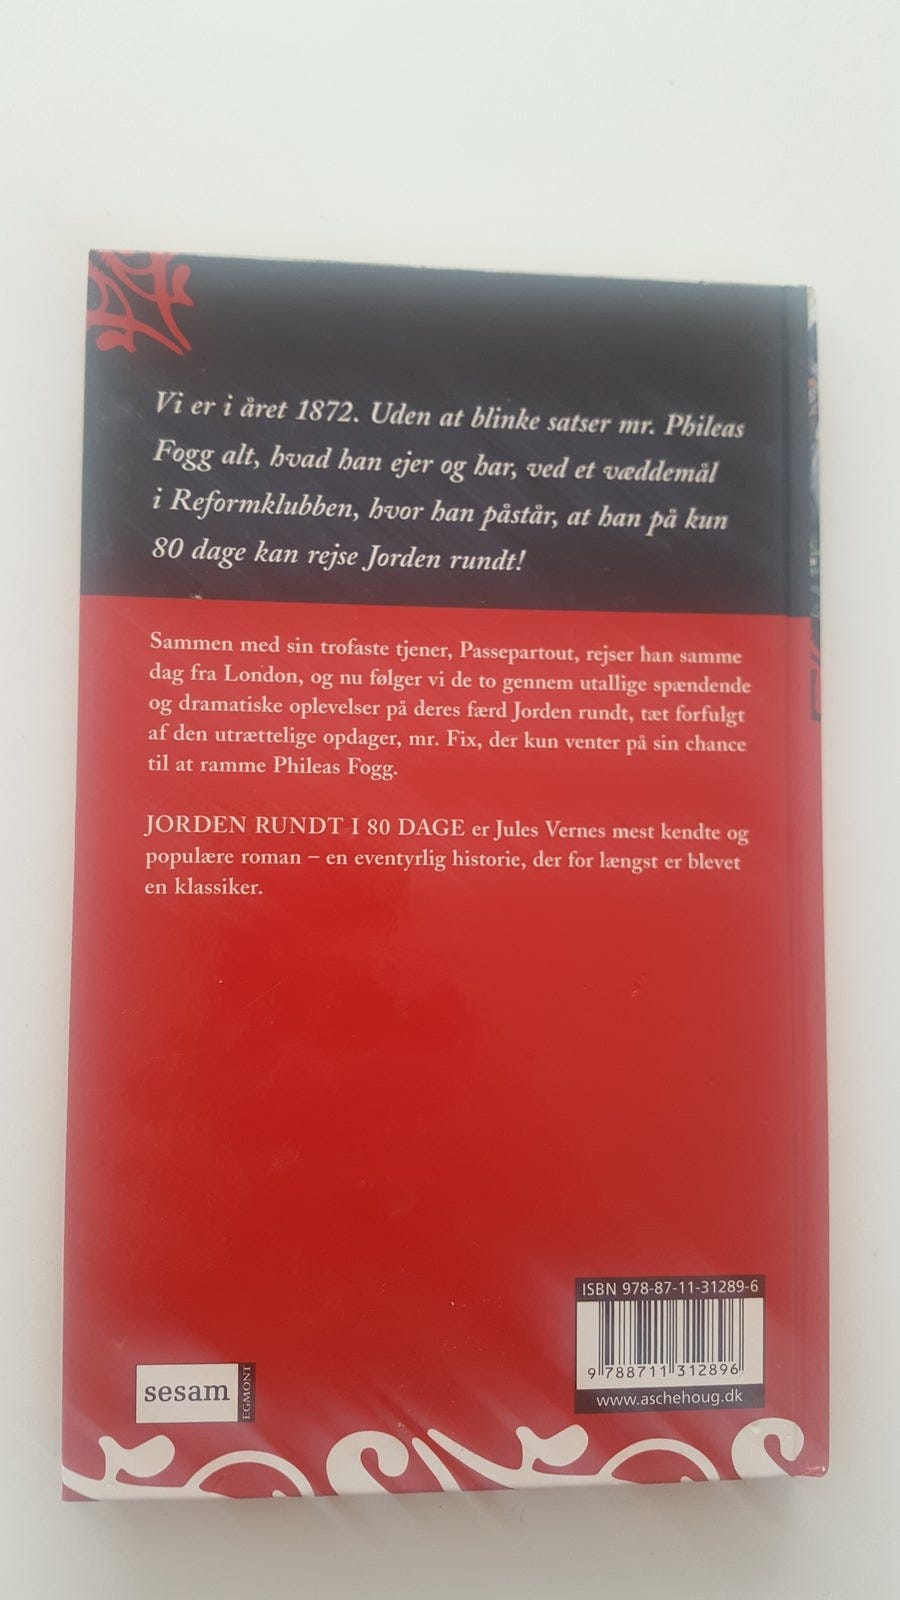 Vi er i året 1872. Uden at blinke satser mr. Phileas
Fogg alt, hvad han ejer og har, ved et væddemål
i Reformklubben, hvor han påstår, at han på kun
80 dage kan rejse Jorden rundt!
Sammen med sin trofaste tjener, Passepartout, rejser han samme
dag fra London, og nu følger vi de to gennem utallige spændende
og dramatiske oplevelser på deres færd Jorden rundt, tæt forfulgt
af den utrættelige opdager, mr. Fix, der kun venter på sin chance
til at ramme Phileas Fogg.
JORDEN RUNDT I 80 DAGE er Jules Vernes mest kendte og
populære roman – en eventyrlig historie, der for længst er blevet
en klassiker.
ISBN 978-87-11-31289-6
9 788711 312896
www.aschehoug.dk
sesam
EGMONT